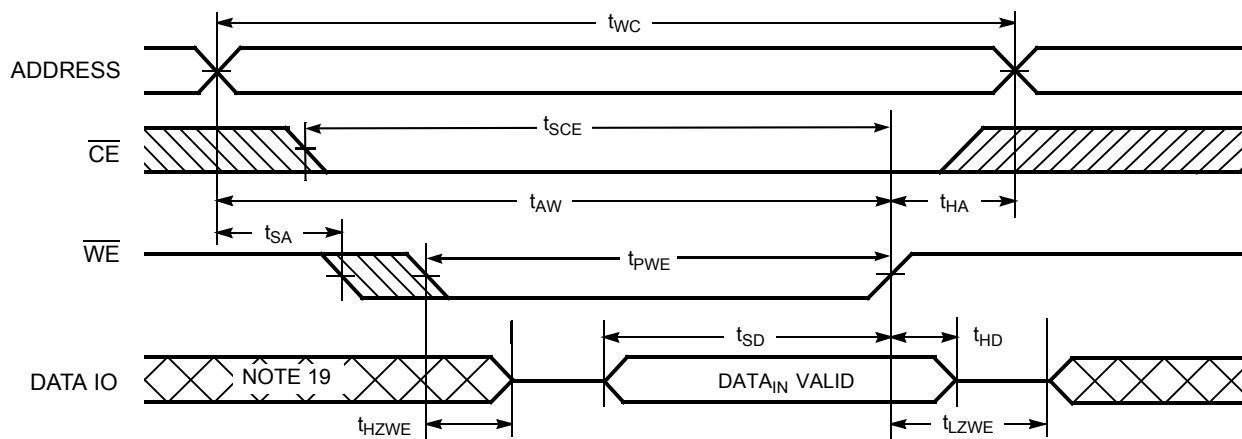 tWC
ADDRESS
tSCE
CE
tAW
tHA
tSA
WE
tPWE
tSD
tHD
DATA IO
NOTE 19
DATAIN VALID
tHZWE
tLZWE